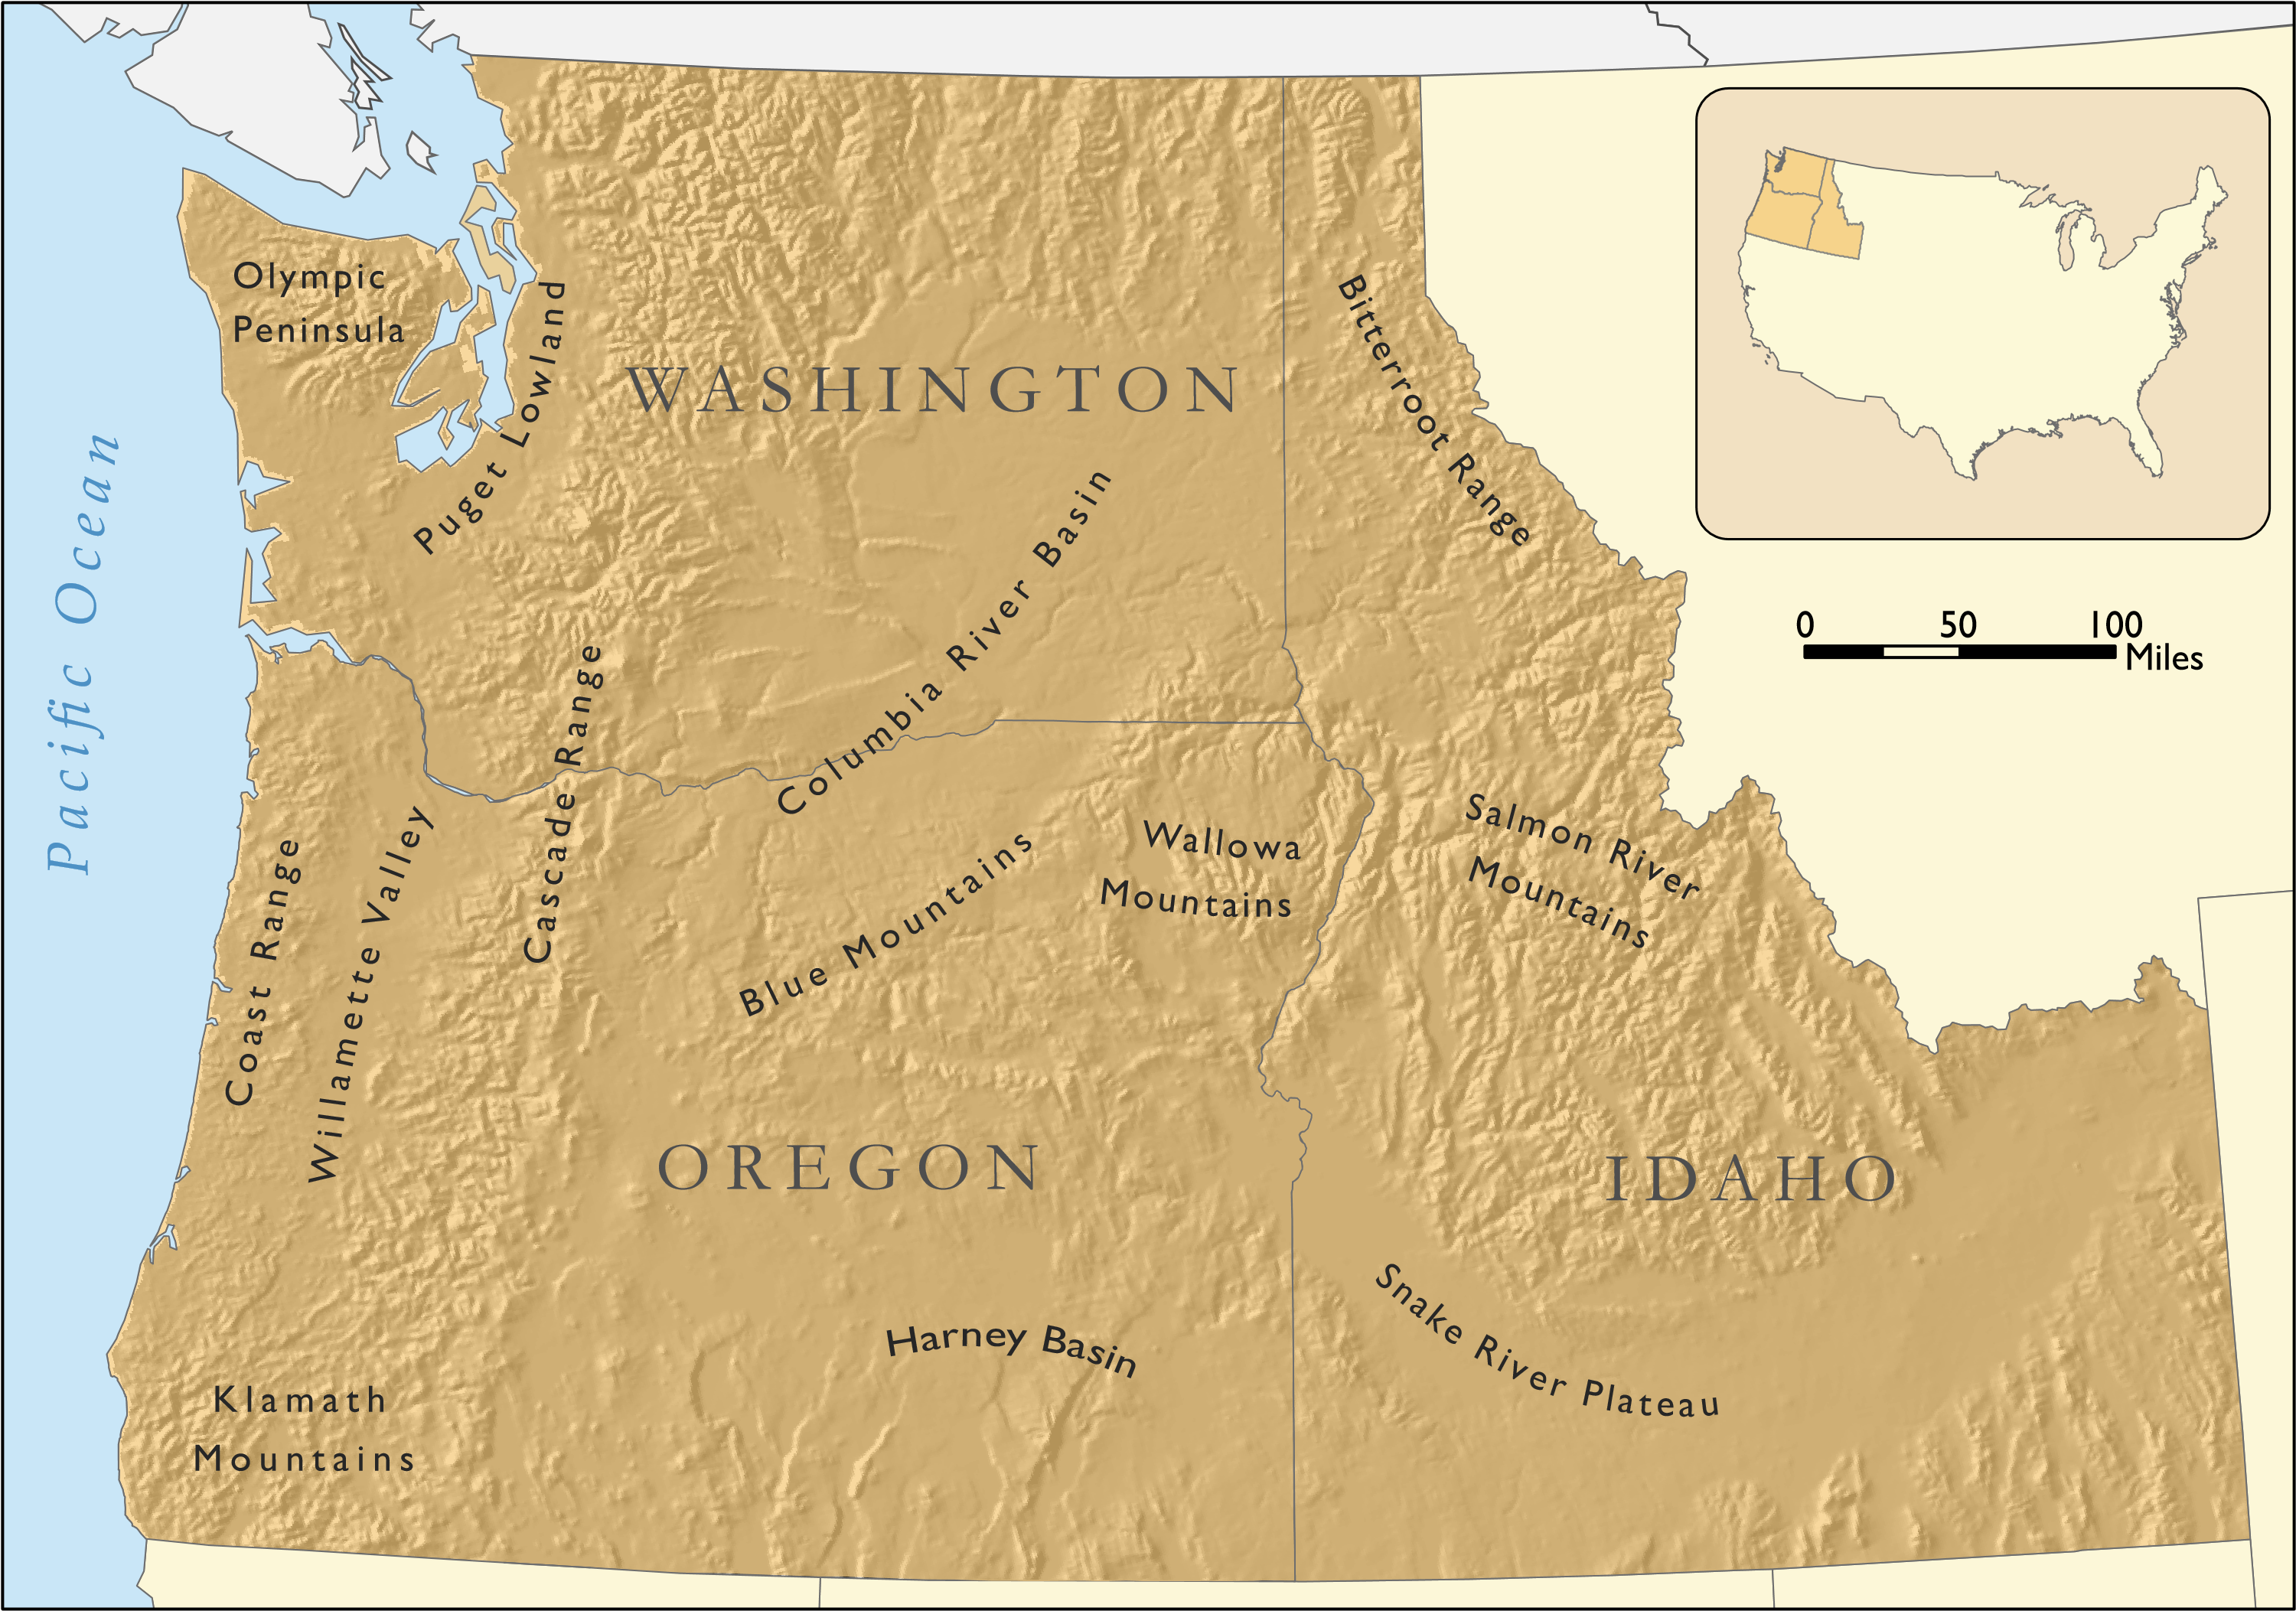 Olympic
Peninsula
Puget Lowland
WASHINGTON
Bitterroot Range
Pacific Ocean
Columbia River Basin
0 50 100
Miles
Cascade Range
Coast Range
Willamette Valley
Blue Mountains
Wallowa
Mountains
Salmon River
Mountains
OREGON
IDAHO
Harney Basin
Snake River Plateau
Klamath
Mountains